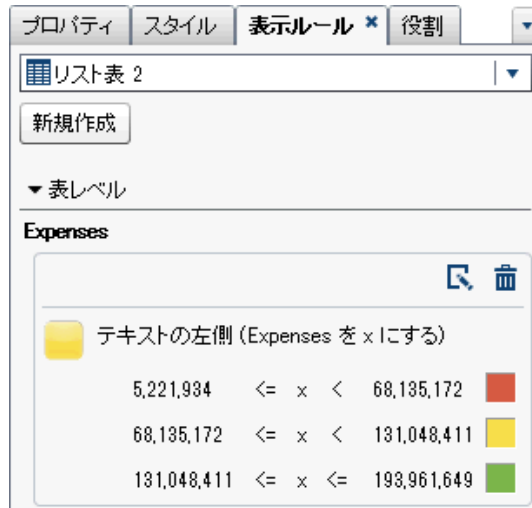 プロパティ スタイル 表示ルール 役割
リスト表 2
新規作成
表レベル
Expenses
テキストの左側 (Expenses を x にする)
5,221,934 <= x < 68,135,172
68,135,172 <= x < 131,048,411
131,048,411 <= x <= 193,961,649